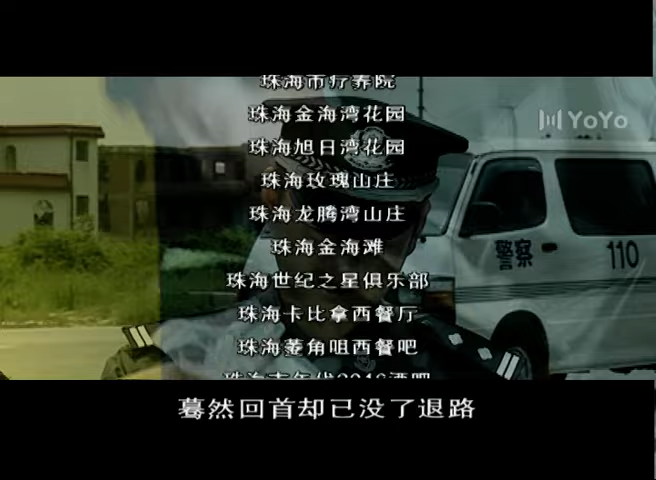 珠海市疗养院
珠海金海湾花园
YoYo
珠海旭日湾花园
珠海玫瑰山庄
珠海龙腾湾山庄
珠海金海滩
警察
110
珠海世纪之星俱乐部
珠海卡比拿西餐厅
珠海菱角咀西餐吧
蓦然回首却已没了退路